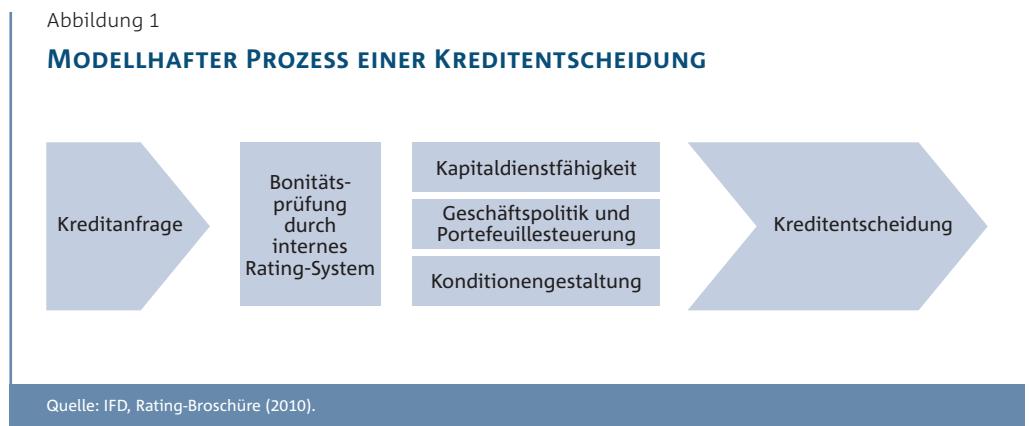 Abbildung 1
Modellhafter Prozess einer Kreditentscheidung
Kreditanfrage
Bonitäts-
prüfung
durch
internes
Rating-System
Kapitaldienstfähigkeit
Geschäftspolitik und
Portefeuillesteuerung
Konditionengestaltung
Kreditentscheidung
Quelle: IFD, Rating-Broschüre (2010).